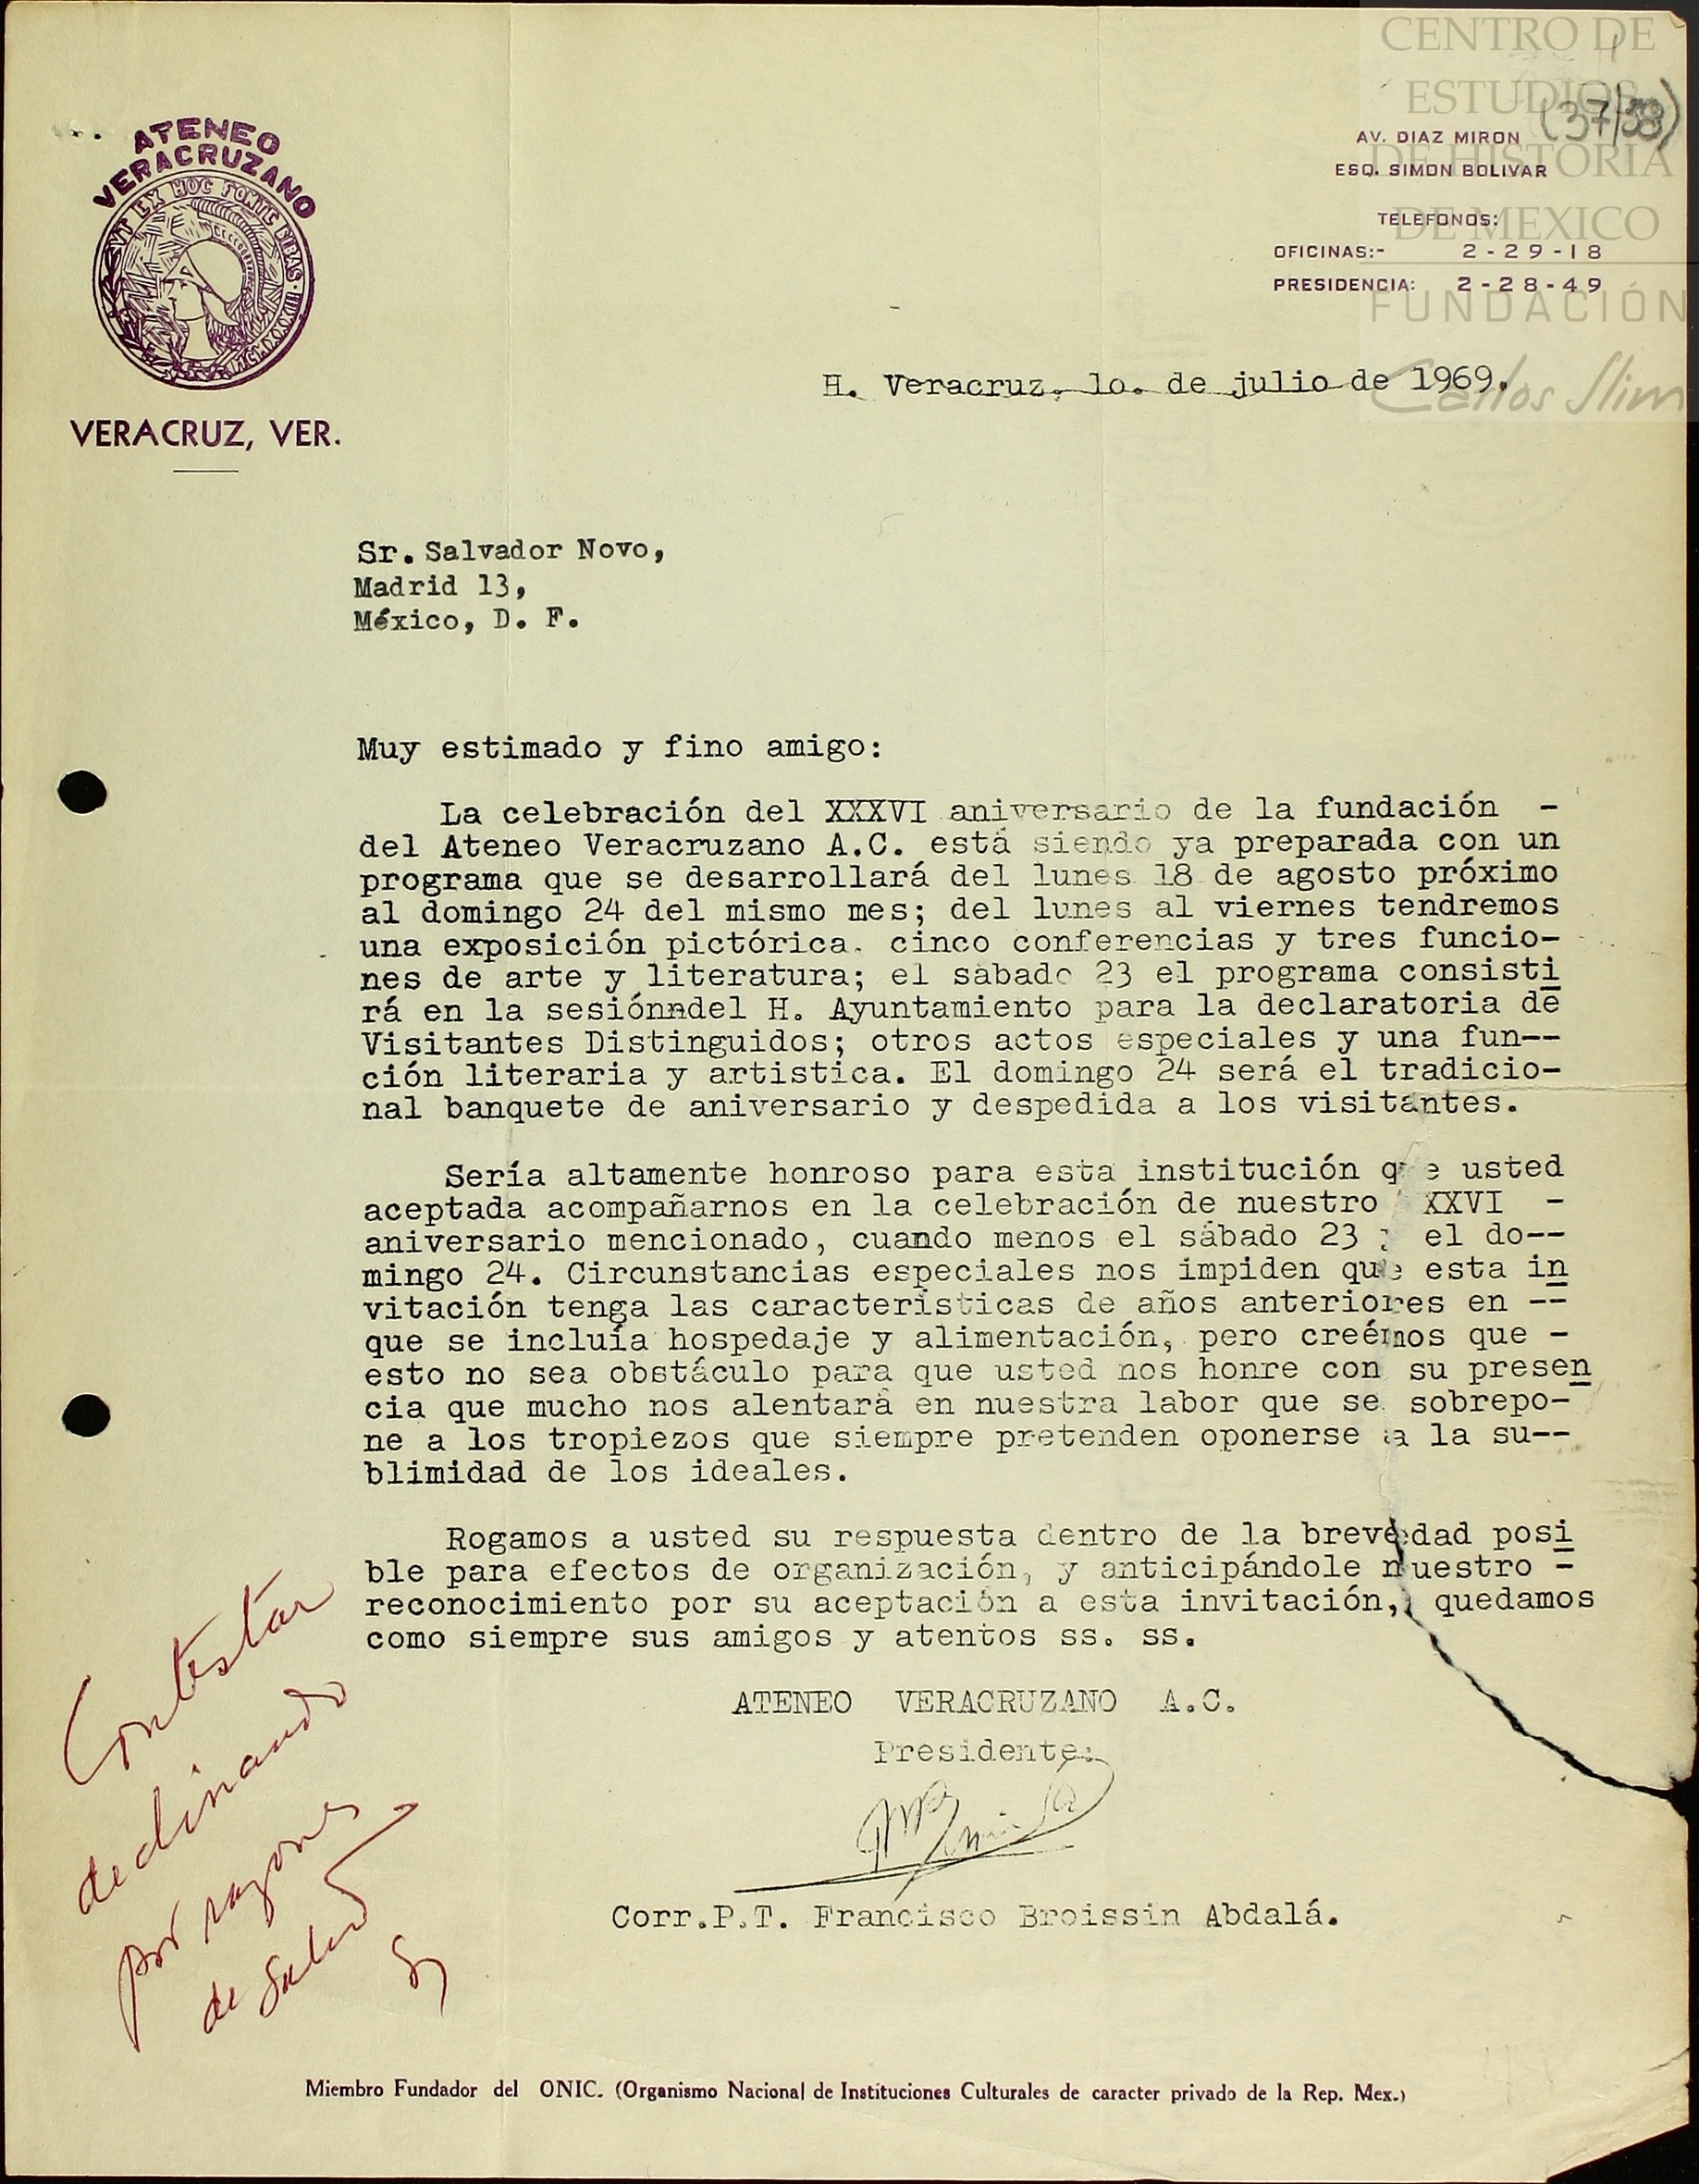 CENTRO DE
ESTUDIOS
DE HISTORIA
DE MEXICO
FUNDACIÓN
Carlos Slim
(37/38)
ATENEO
VERACRUZANO
VT EX HOC FONTE BIBAS
VERACRUZ, VER.
AV. DIAZ MIRON
ESQ. SIMON BOLIVAR
TELEFONOS:
OFICINAS:- 2-29-18
PRESIDENCIA: 2-28-49
H. Veracruz, 1o. de julio de 1969.
Sr. Salvador Novo,
Madrid 13,
México, D. F.
Muy estimado y fino amigo:
La celebración del XXXVI aniversario de la fundación -
del Ateneo Veracruzano A.C. está siendo ya preparada con un
programa que se desarrollará del lunes 18 de agosto próximo
al domingo 24 del mismo mes; del lunes al viernes tendremos
una exposición pictórica. cinco conferencias y tres funcio-
nes de arte y literatura; el sábado 23 el programa consisti
rá en la sesiónndel H. Ayuntamiento para la declaratoria de
Visitantes Distinguidos; otros actos especiales y una fun--
ción literaria y artistica. El domingo 24 será el tradicio-
nal banquete de aniversario y despedida a los visitantes.
Sería altamente honroso para esta institución que usted
aceptada acompañarnos en la celebración de nuestro XXXVI -
aniversario mencionado, cuando menos el sábado 23 y el do--
mingo 24. Circunstancias especiales nos impiden que esta in
vitación tenga las características de años anteriores en --
que se incluía hospedaje y alimentación, pero creémos que -
esto no sea obstáculo para que usted nos honre con su presen
cia que mucho nos alentará en nuestra labor que se sobrepo-
ne a los tropiezos que siempre pretenden oponerse a la su--
blimidad de los ideales.
Rogamos a usted su respuesta dentro de la brevedad posi
ble para efectos de organización, y anticipándole nuestro -
reconocimiento por su aceptación a esta invitación, quedamos
como siempre sus amigos y atentos ss. ss.
ATENEO VERACRUZANO A.C.
Presidente:
Corr.P.T. Francisco Broissin Abdalá.
Contestar
declinando
por razones
de salud
Miembro Fundador del ONIC. (Organismo Nacional de Instituciones Culturales de caracter privado de la Rep. Mex.)